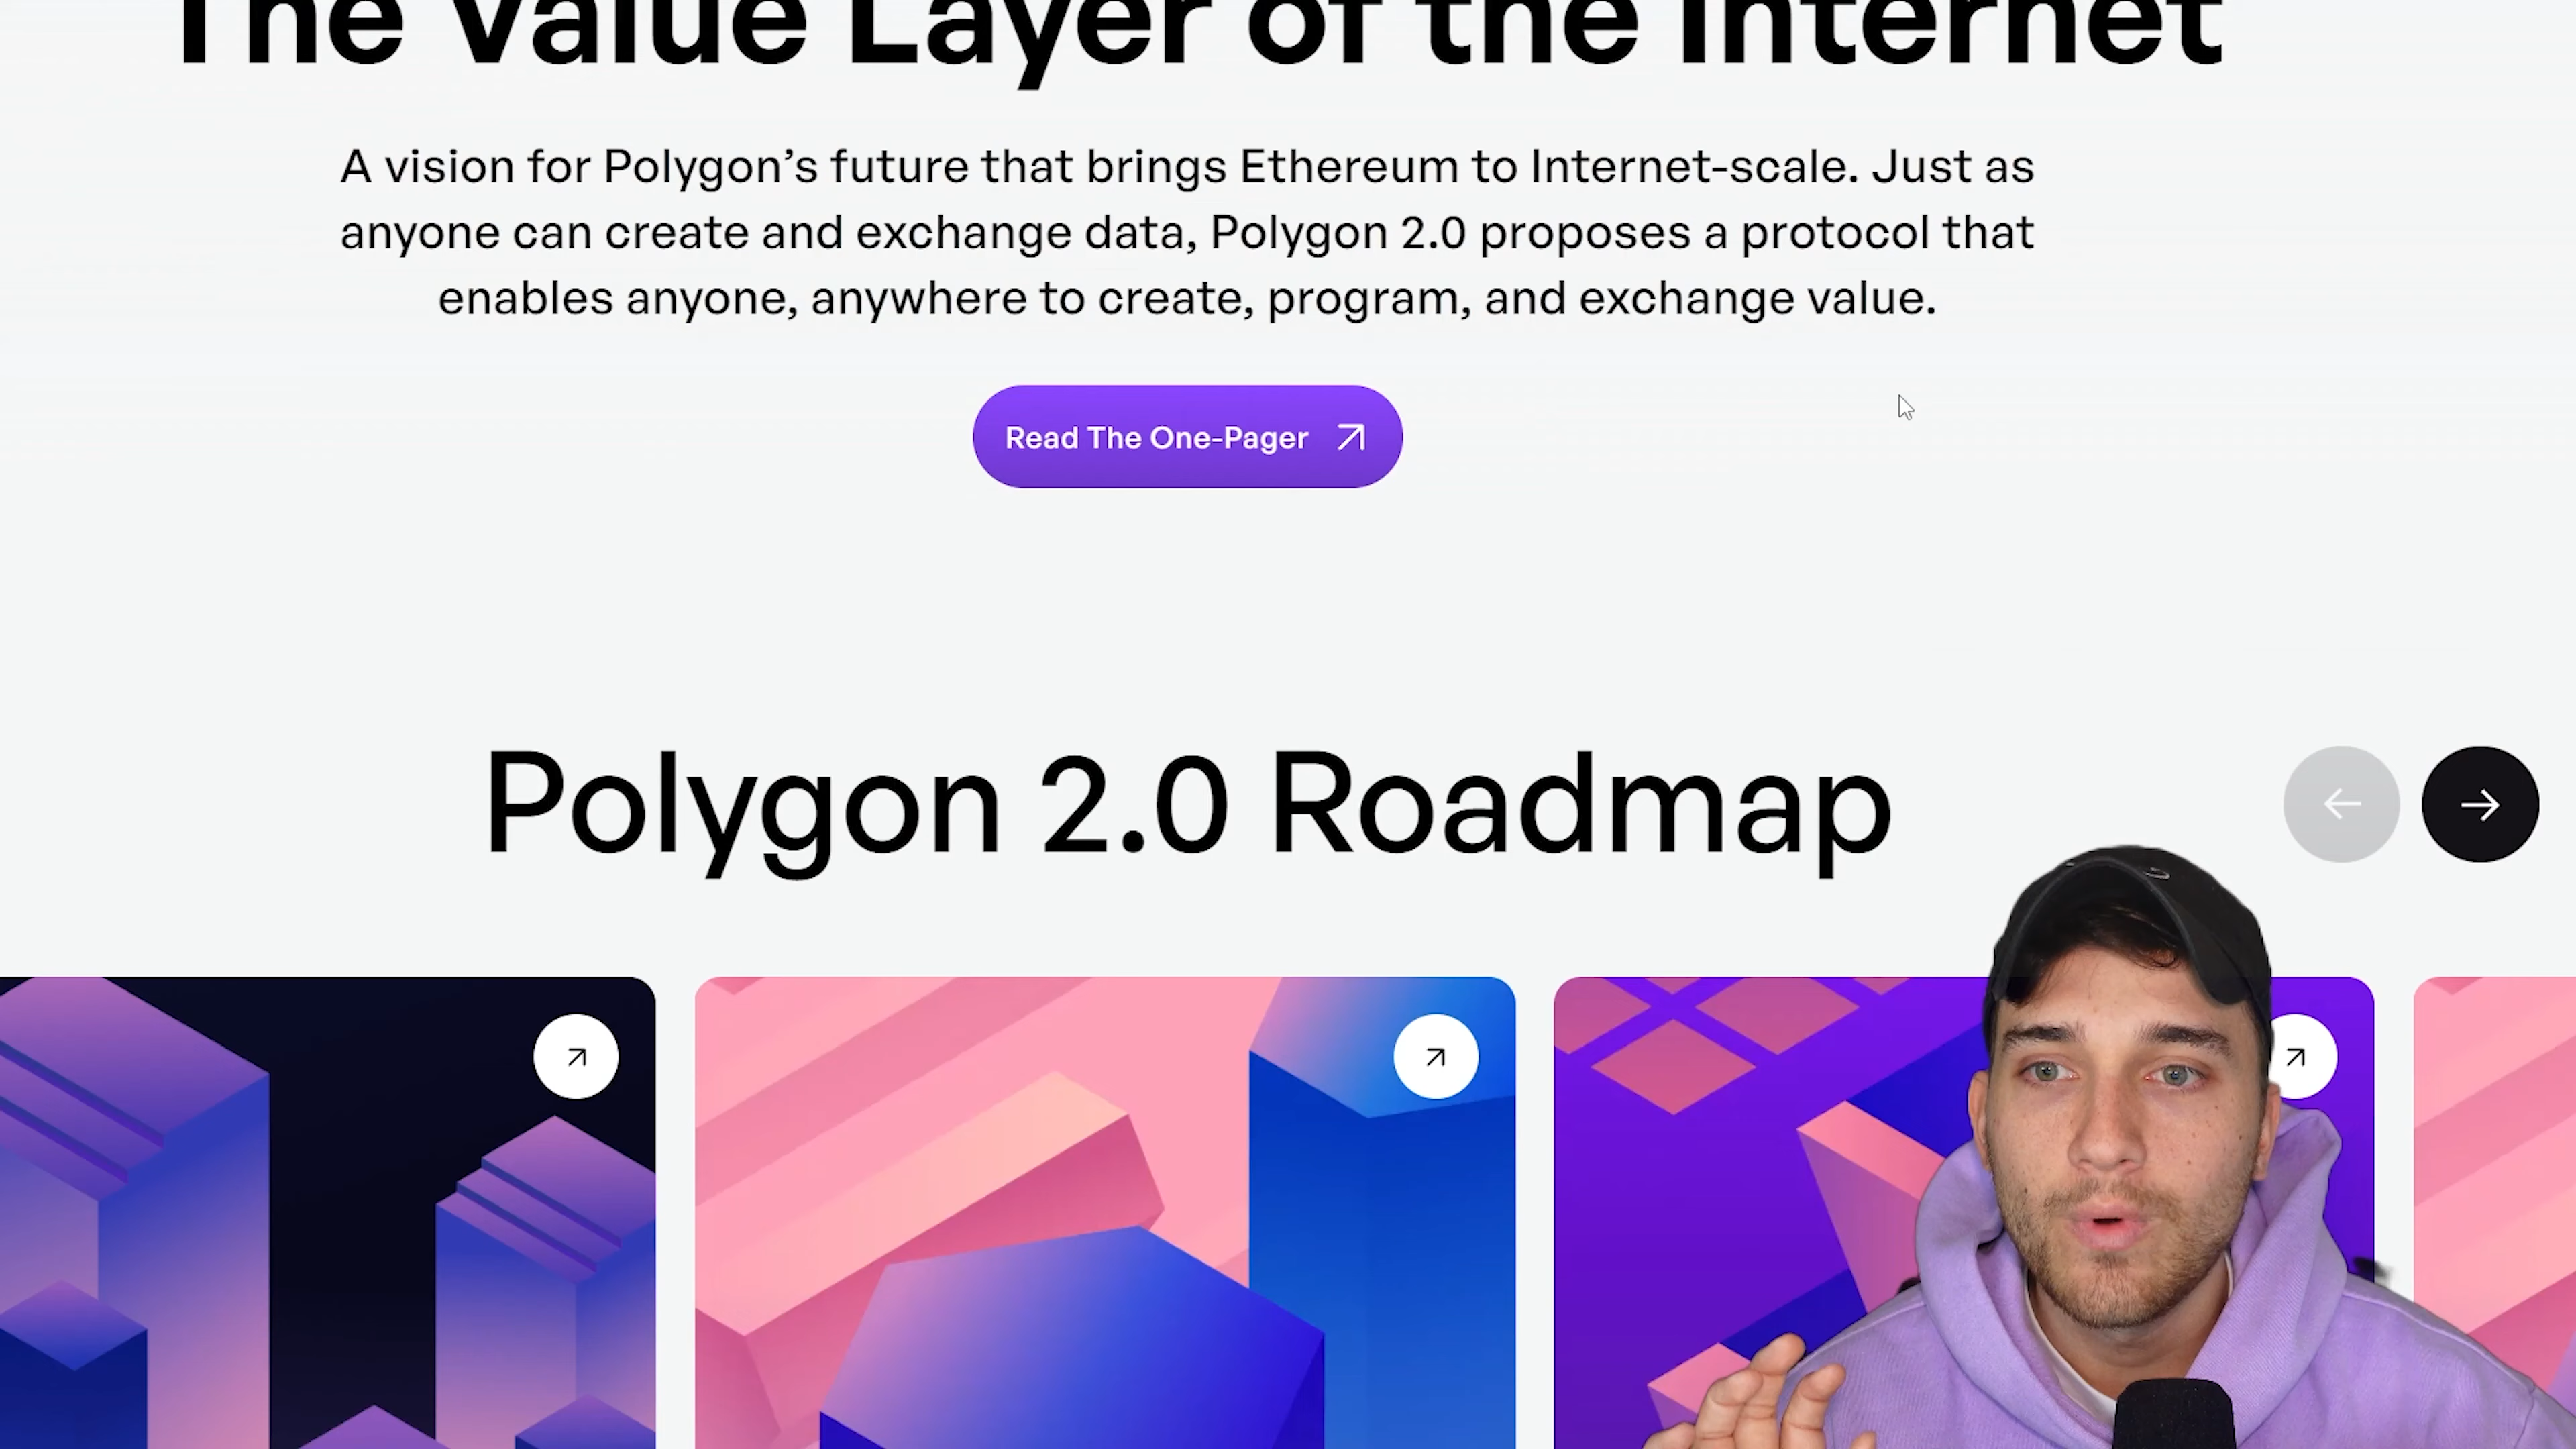 The Value Layer of the Internet
A vision for Polygon’s future that brings Ethereum to Internet-scale. Just as
anyone can create and exchange data, Polygon 2.0 proposes a protocol that
enables anyone, anywhere to create, program, and exchange value.
Read The One-Pager
Polygon 2.0 Roadmap